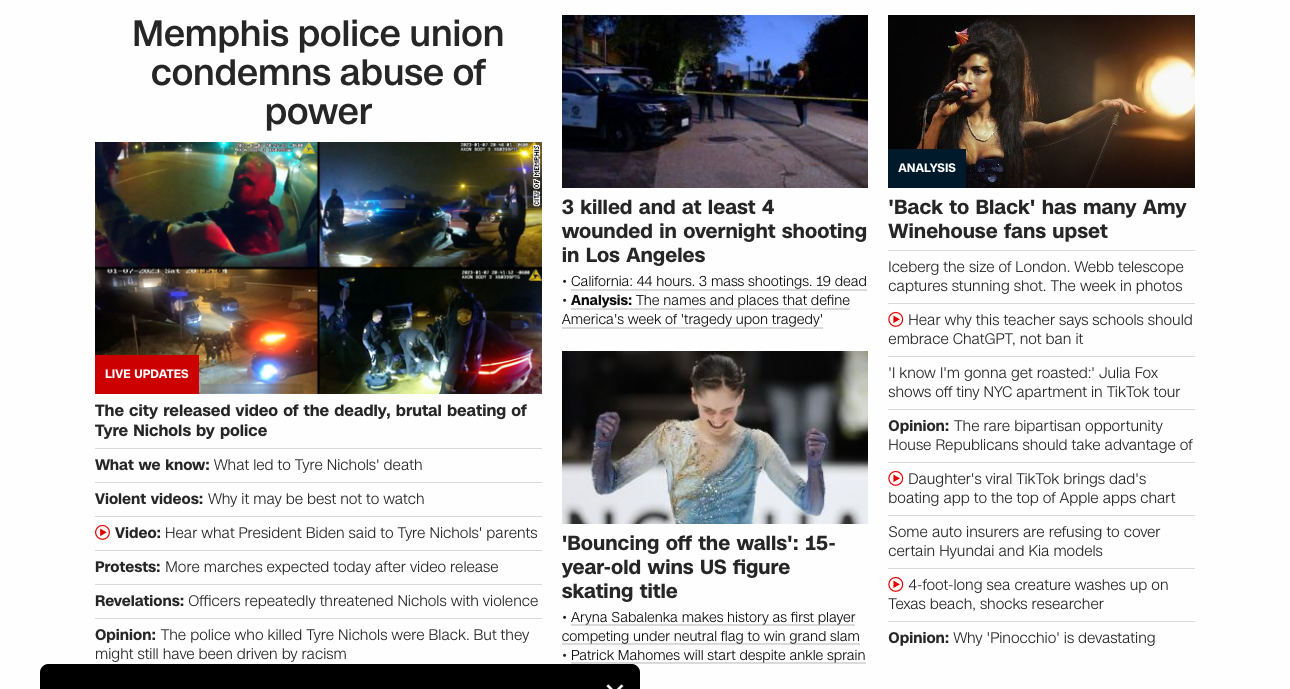 Memphis police union
condemns abuse of
power
CITY OF MEMPHIS
LIVE UPDATES
The city released video of the deadly, brutal beating of
Tyre Nichols by police
What we know: What led to Tyre Nichols' death
Violent videos: Why it may be best not to watch
Video: Hear what President Biden said to Tyre Nichols' parents
Protests: More marches expected today after video release
Revelations: Officers repeatedly threatened Nichols with violence
Opinion: The police who killed Tyre Nichols were Black. But they
might still have been driven by racism
3 killed and at least 4
wounded in overnight shooting
in Los Angeles
• California: 44 hours. 3 mass shootings. 19 dead
• Analysis: The names and places that define
America's week of 'tragedy upon tragedy'
'Bouncing off the walls': 15-
year-old wins US figure
skating title
• Aryna Sabalenka makes history as first player
competing under neutral flag to win grand slam
• Patrick Mahomes will start despite ankle sprain
ANALYSIS
'Back to Black' has many Amy
Winehouse fans upset
Iceberg the size of London. Webb telescope
captures stunning shot. The week in photos
Hear why this teacher says schools should
embrace ChatGPT, not ban it
'I know I'm gonna get roasted:' Julia Fox
shows off tiny NYC apartment in TikTok tour
Opinion: The rare bipartisan opportunity
House Republicans should take advantage of
Daughter's viral TikTok brings dad's
boating app to the top of Apple apps chart
Some auto insurers are refusing to cover
certain Hyundai and Kia models
4-foot-long sea creature washes up on
Texas beach, shocks researcher
Opinion: Why 'Pinocchio' is devastating